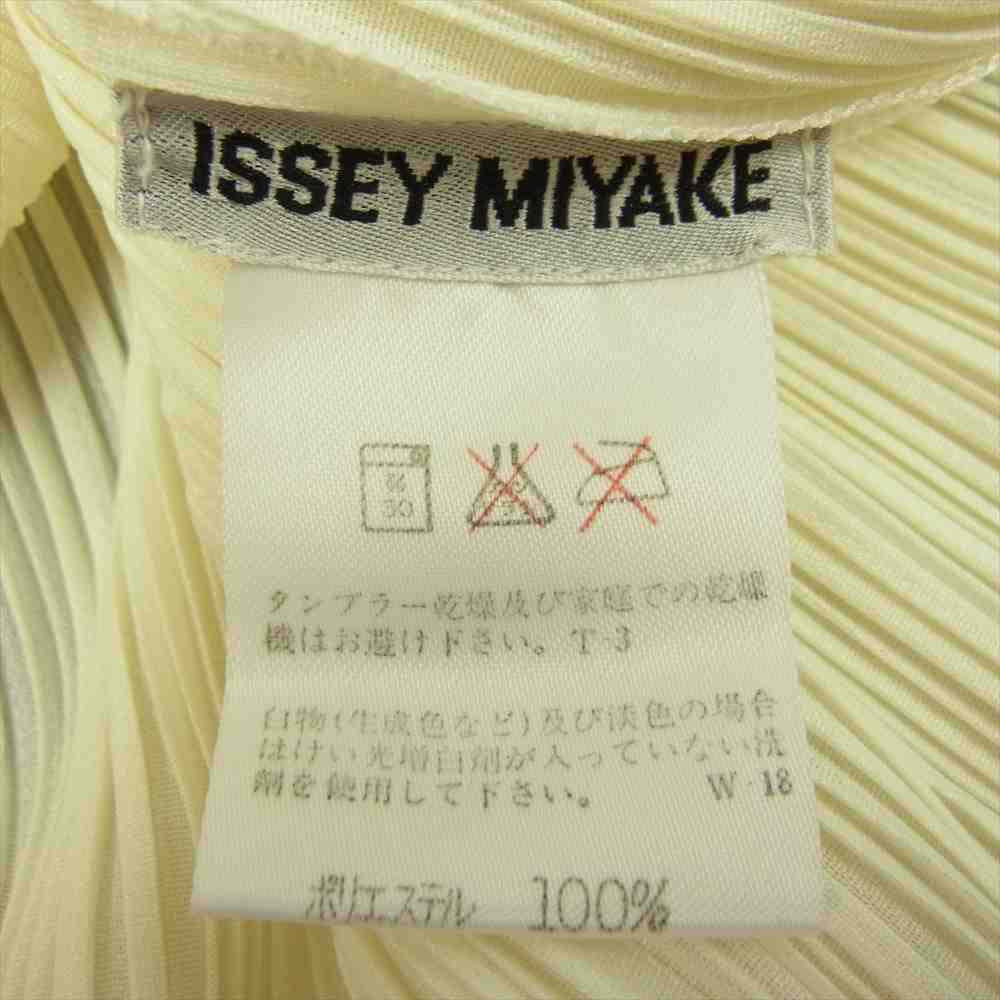 ISSEY MIYAKE
30
タンブラー乾燥及び家庭での乾燥
機はお避け下さい。T-3
白物(生成色など)及び淡色の場合
はけい光増白剤が入っていない洗
剤を使用して下さい。 W-18
ポリエステル 100%